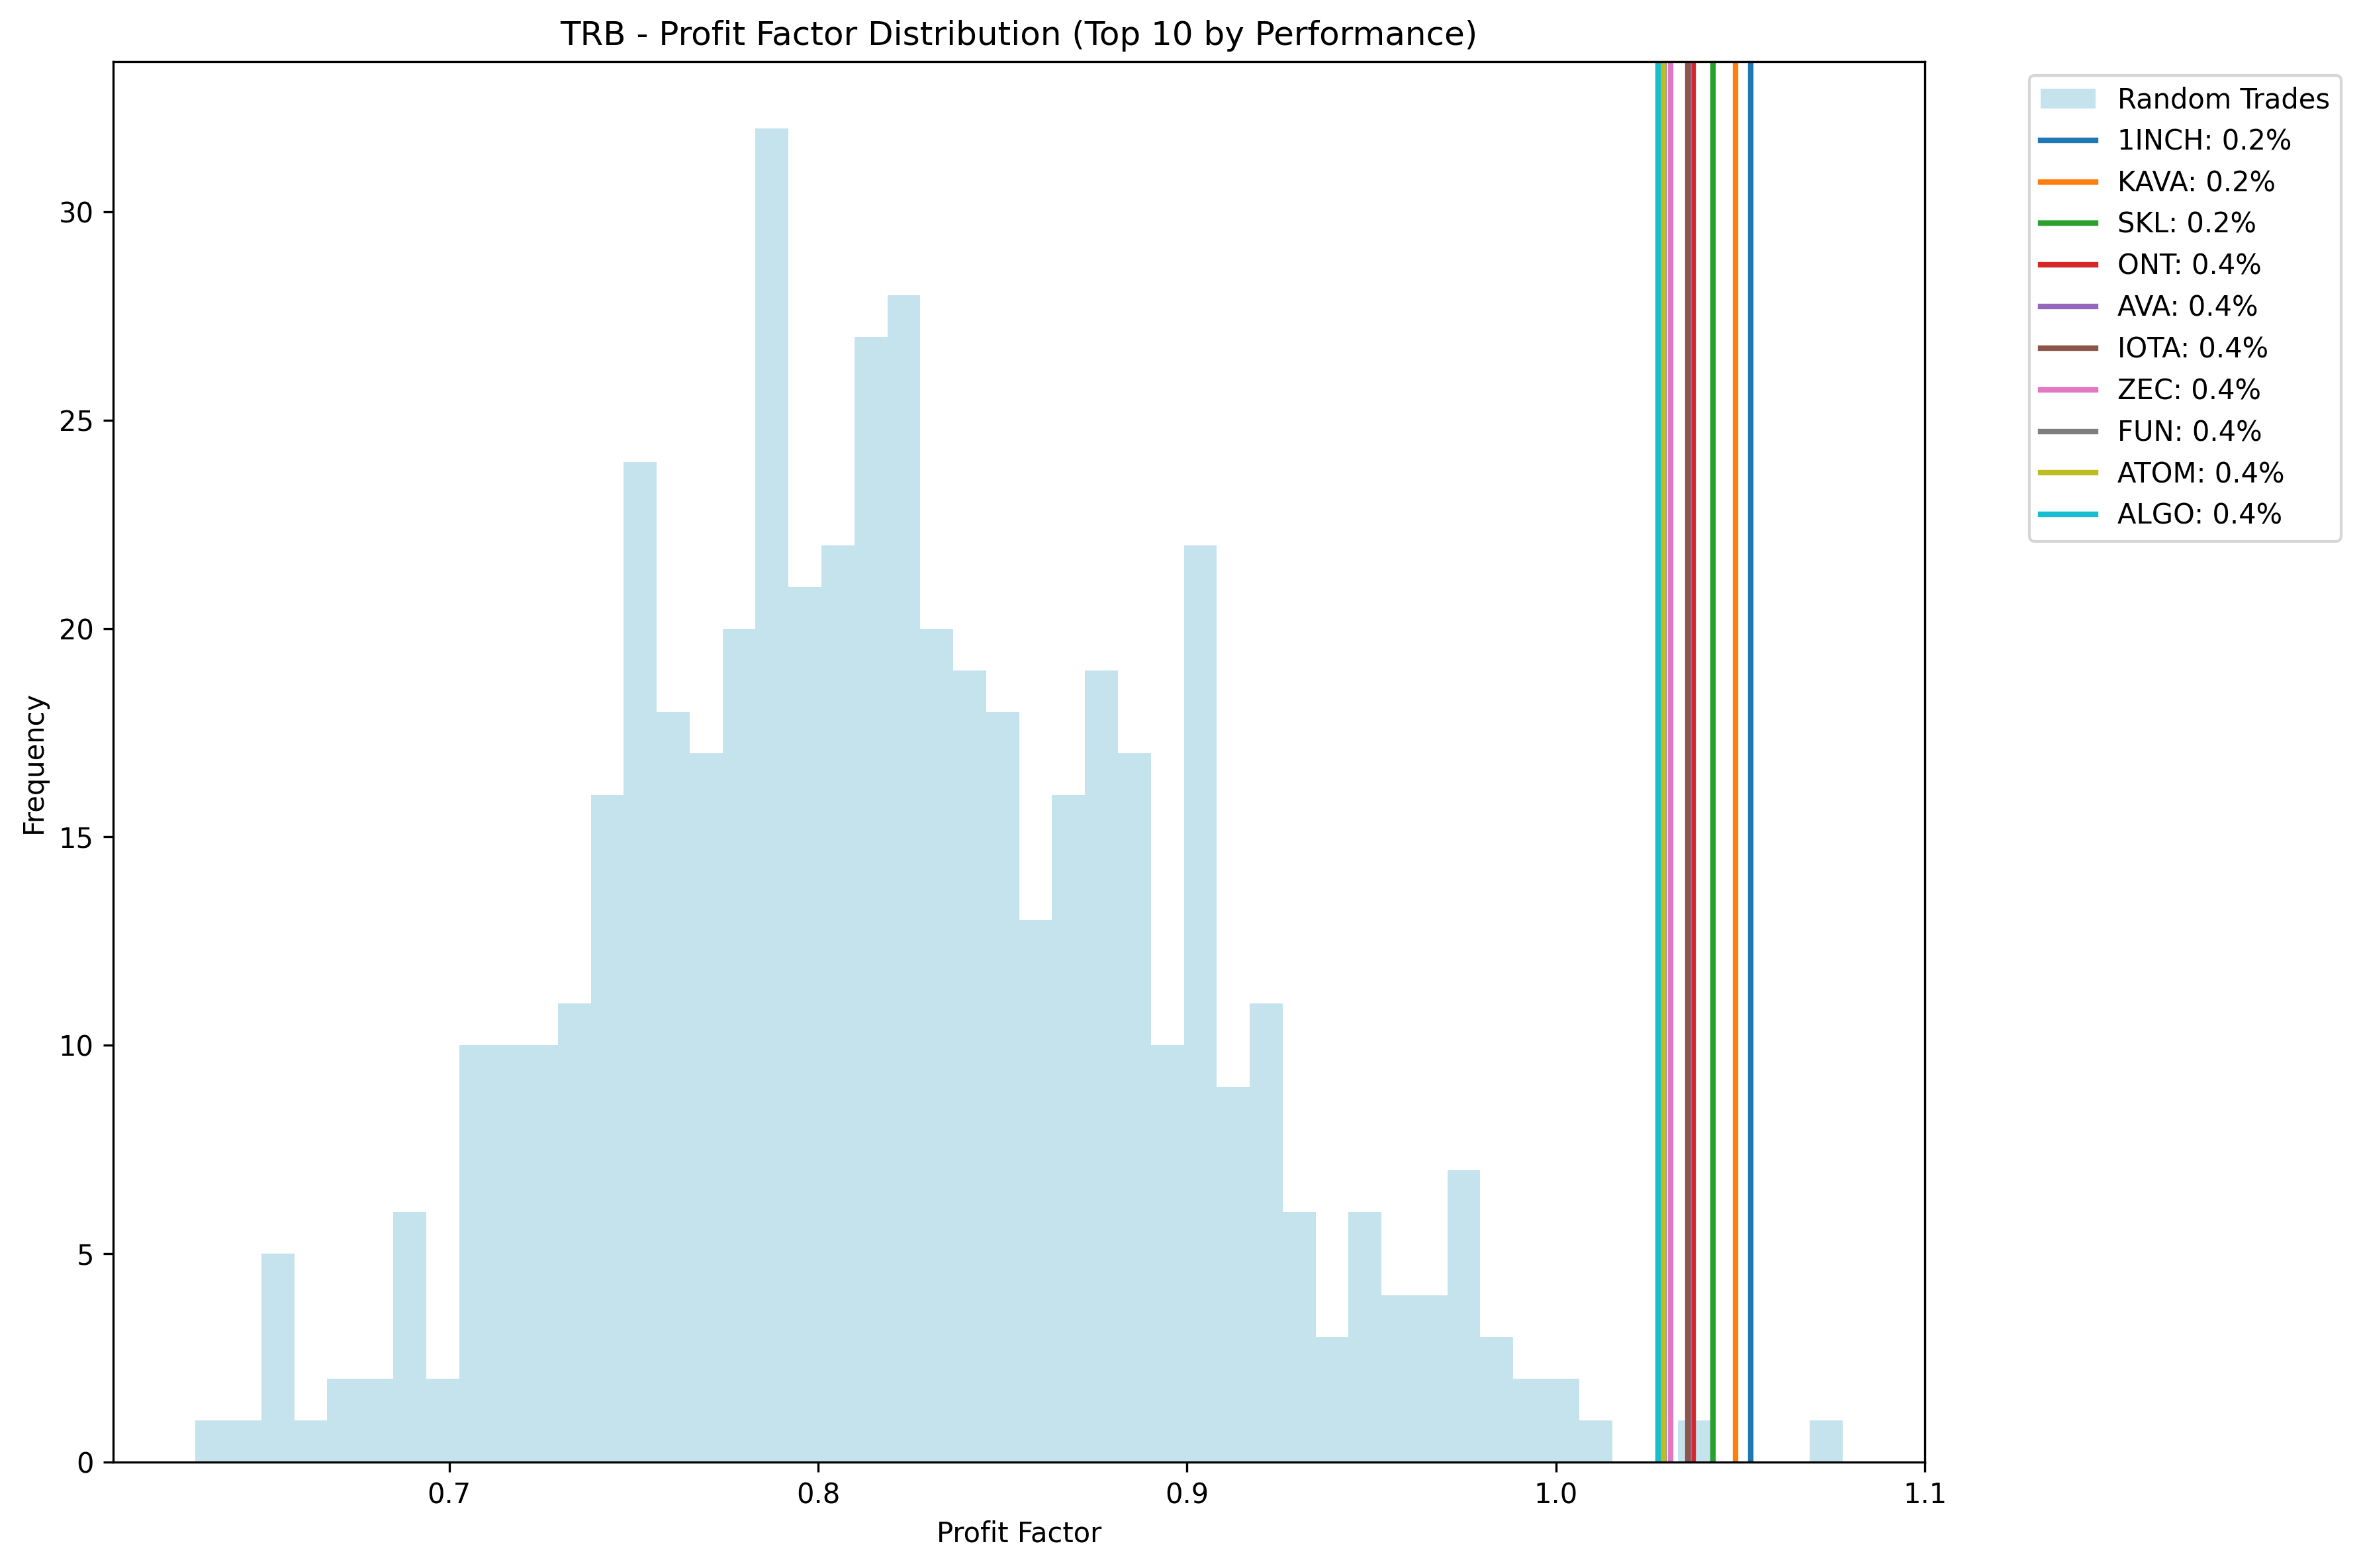 TRB - Profit Factor Distribution (Top 10 by Performance)
Random Trades
1INCH: 0.2%
KAVA: 0.2%
SKL: 0.2%
ONT: 0.4%
AVA: 0.4%
IOTA: 0.4%
ZEC: 0.4%
FUN: 0.4%
ATOM: 0.4%
ALGO: 0.4%
Frequency
30
25
20
15
10
5
0
0.7
0.8
0.9
1.0
1.1
Profit Factor